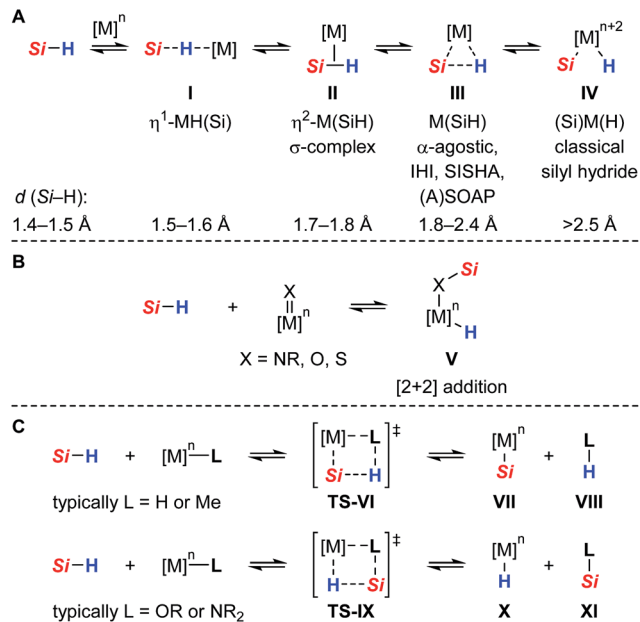 A
Si–H [M]ⁿ Si--H--[M] [M] Si–H [M] Si---H [M]ⁿ⁺² Si H
I II III IV
η¹-MH(Si) η²-M(SiH) M(SiH) (Si)M(H)
σ-complex α-agostic, classical
IHI, SISHA, silyl hydride
(A)SOAP
d (Si–H):
1.4–1.5 Å 1.5–1.6 Å 1.7–1.8 Å 1.8–2.4 Å >2.5 Å
B
Si
X X
Si–H + [M]ⁿ [M]ⁿ
H
X = NR, O, S V
[2+2] addition
C
[M]--L ‡ [M]ⁿ L
Si–H + [M]ⁿ–L Si---H Si + H
typically L = H or Me TS-VI VII VIII
[M]--L ‡ [M]ⁿ L
Si–H + [M]ⁿ–L H---Si H + Si
typically L = OR or NR₂ TS-IX X XI